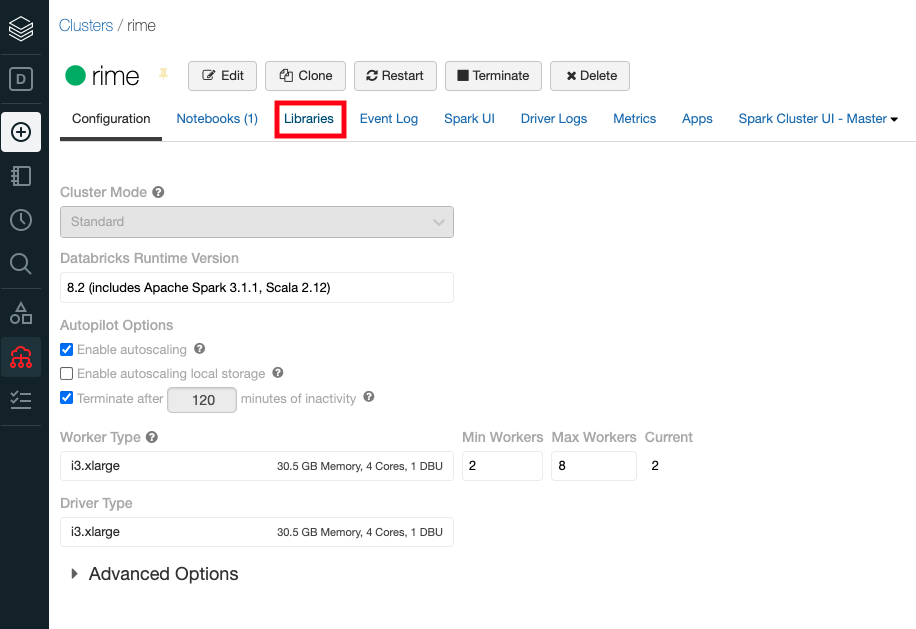 Clusters / rime
D
rime
Edit
Clone
Restart
Terminate
Delete
Configuration
Notebooks (1)
Libraries
Event Log
Spark UI
Driver Logs
Metrics
Apps
Spark Cluster UI - Master
Cluster Mode
Standard
Databricks Runtime Version
8.2 (includes Apache Spark 3.1.1, Scala 2.12)
Autopilot Options
Enable autoscaling
Enable autoscaling local storage
Terminate after 120 minutes of inactivity
Worker Type
Min Workers
Max Workers
Current
i3.xlarge
30.5 GB Memory, 4 Cores, 1 DBU
2
8
2
Driver Type
i3.xlarge
30.5 GB Memory, 4 Cores, 1 DBU
Advanced Options